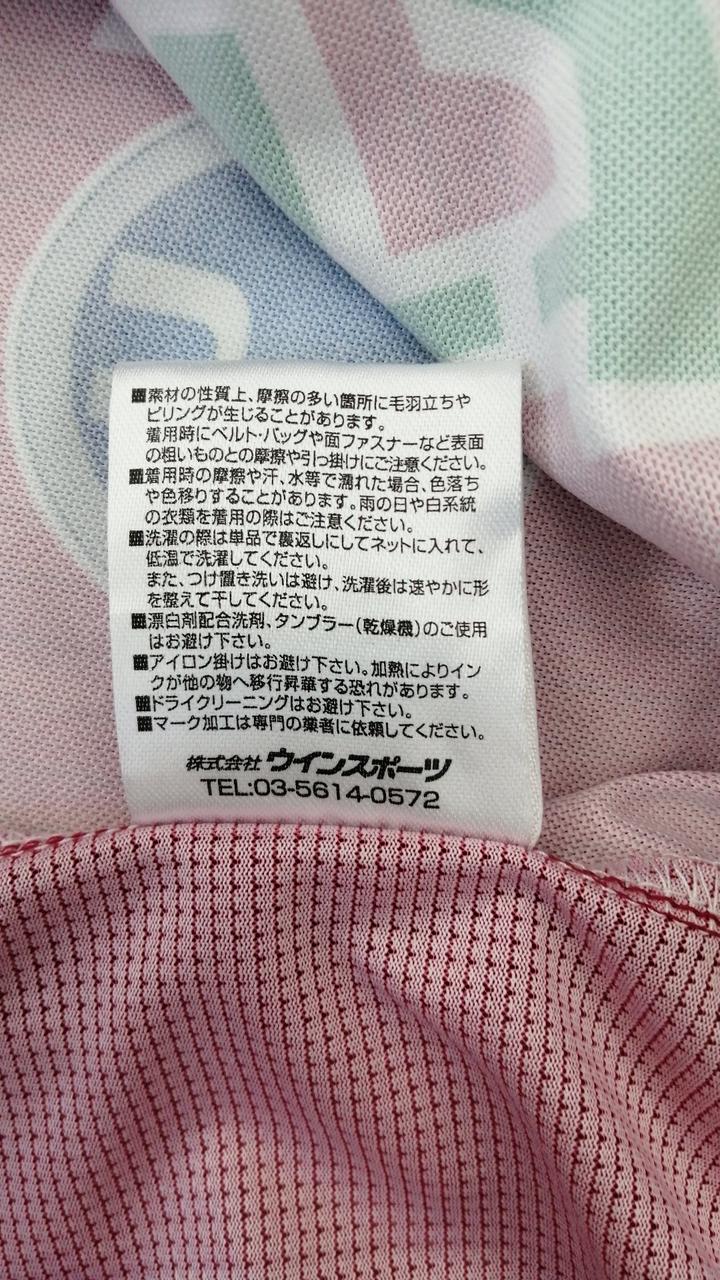 ■素材の性質上、摩擦の多い箇所に毛羽立ちや
ピリングが生じることがあります。
着用時にベルト・バッグや面ファスナーなど表面
の粗いものとの摩擦や引っ掛けにご注意ください。
■着用時の摩擦や汗、水等で濡れた場合、色落ち
や色移りすることがあります。雨の日や白系統
の衣類を着用の際はご注意ください。
■洗濯の際は単品で裏返しにしてネットに入れて、
低温で洗濯してください。
また、つけ置き洗いは避け、洗濯後は速やかに形
を整えて干してください。
■漂白剤配合洗剤、タンブラー(乾燥機)のご使用
はお避け下さい。
■アイロン掛けはお避け下さい。加熱によりイン
クが他の物へ移行昇華する恐れがあります。
■ドライクリーニングはお避け下さい。
■マーク加工は専門の業者に依頼してください。
株式会社 ウインスポーツ
TEL:03-5614-0572